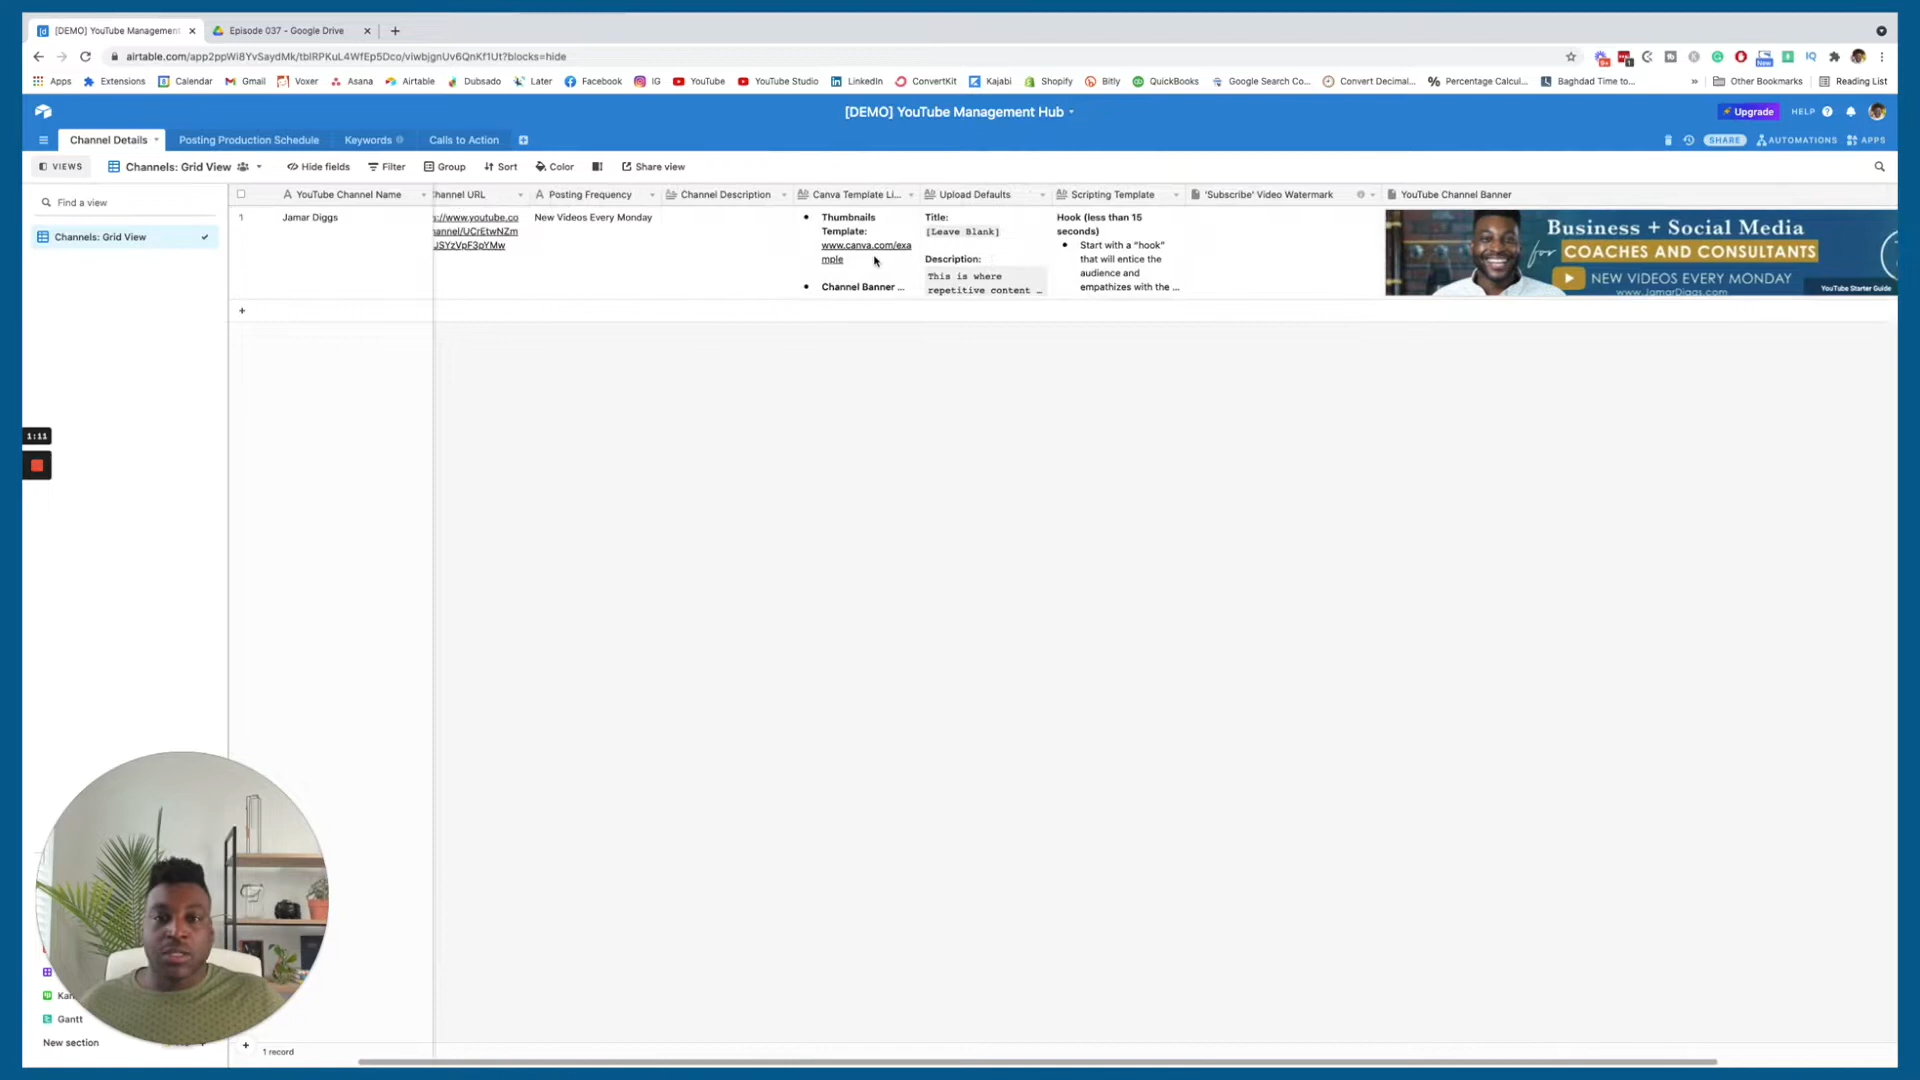 [DEMO] YouTube Management
Episode 037 - Google Drive
airtable.com/app2ppWi8YvSaydMk/tblRPKuL4WfEp5Dco/viwbjgnUv6QnKf1Ut?blocks=hide
Apps Extensions Calendar Gmail Voxer Asana Airtable Dubsado Later Facebook IG YouTube YouTube Studio LinkedIn ConvertKit Kajabi Shopify Bitly QuickBooks Google Search Co... Convert Decimal... Percentage Calcul... Baghdad Time to... » Other Bookmarks Reading List
[DEMO] YouTube Management Hub
Upgrade HELP
Channel Details Posting Production Schedule Keywords Calls to Action
SHARE AUTOMATIONS APPS
VIEWS Channels: Grid View Hide fields Filter Group Sort Color Share view
Find a view
Channels: Grid View
YouTube Channel Name Channel URL Posting Frequency Channel Description Canva Template Li... Upload Defaults Scripting Template 'Subscribe' Video Watermark YouTube Channel Banner
1 Jamar Diggs
://www.youtube.co
hannel/UCrEtwNZm
JSYzVpF3pYMw
New Videos Every Monday
Thumbnails
Template:
www.canva.com/exa
mple
Channel Banner ...
Title:
[Leave Blank]
Description:
This is where
repetitive content …
Hook (less than 15
seconds)
Start with a "hook"
that will entice the
audience and
empathizes with the ...
Business + Social Media
for COACHES AND CONSULTANTS
NEW VIDEOS EVERY MONDAY
www.JamarDiggs.com
YouTube Starter Guide
1:11
Kan
Gantt
New section
1 record